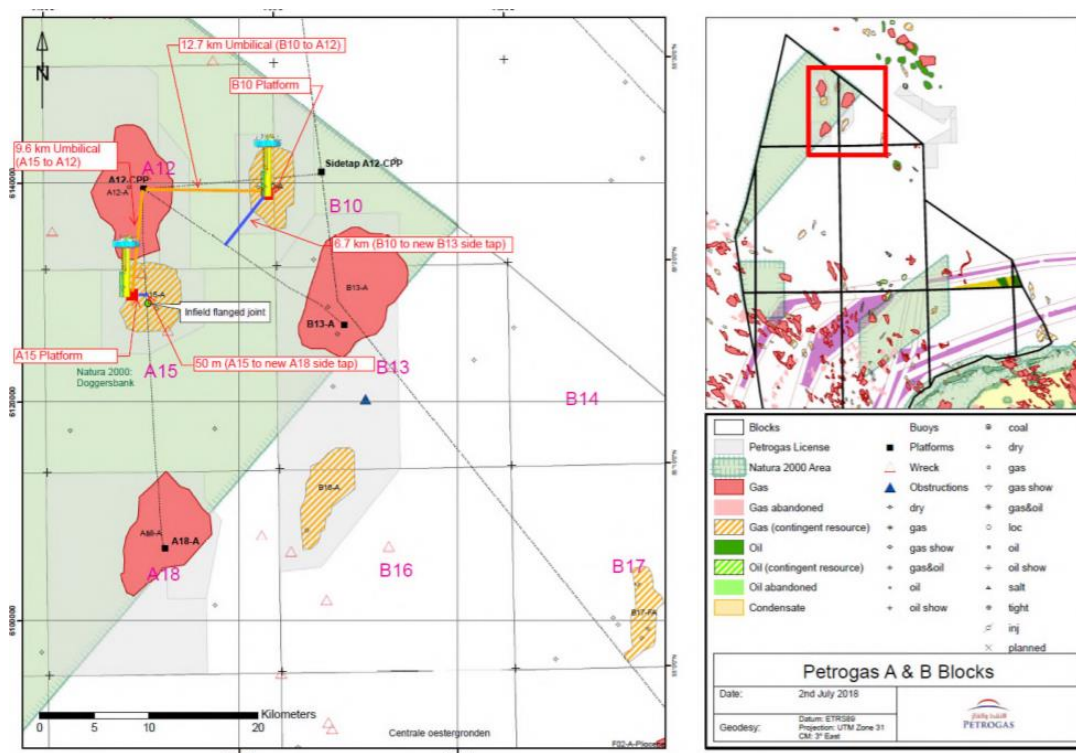 12.7 km Umbilical (B10 to A12)
N
B10 Platform
9.6 km Umbilical
(A15 to A12)
A12
Sidetap A12-CPP
A12-CPP
A12-A
6140000
B10
6.7 km (B10 to new B13 side tap)
B13-A
Infield flanged joint
B13-A
A15 Platform
50 m (A15 to new A18 side tap)
Natura 2000:
Doggersbank
A15
B13
B14
6120000
B16-A
A18-A
A18
B16
B17
B17-FA
6100000
Kilometers
0 5 10 20
Centrale oestergronden
F02-A-Pliocene
Blocks
Petrogas License
Natura 2000 Area
Gas
Gas abandoned
Gas (contingent resource)
Oil
Oil (contingent resource)
Oil abandoned
Condensate
Buoys
Platforms
Wreck
Obstructions
dry
gas
gas show
gas&oil
oil
oil show
coal
dry
gas
gas show
gas&oil
loc
oil
oil show
salt
tight
inj
planned
Petrogas A & B Blocks
Date: 2nd July 2018
Geodesy:
Datum: ETRS89
Projection: UTM Zone 31
CM: 3° East
PETROGAS